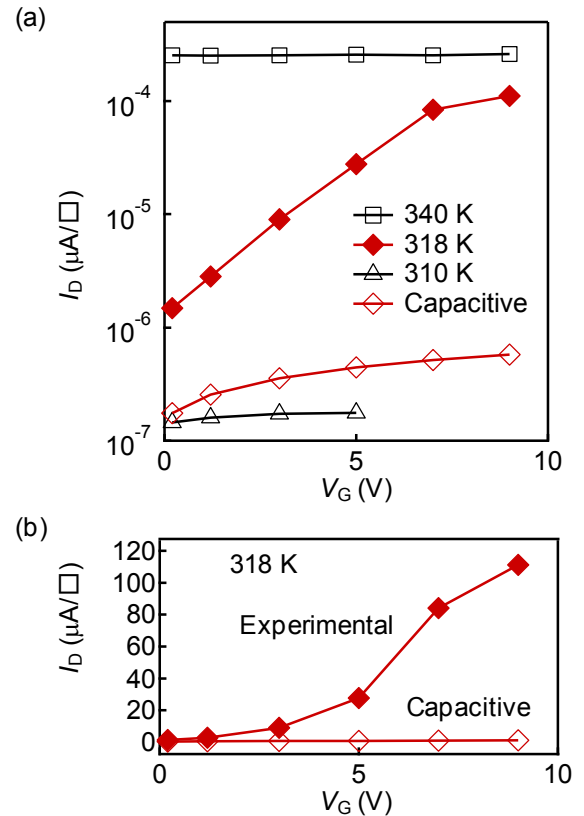 (a)
I_D (μA/□)
10⁻⁴
10⁻⁵
10⁻⁶
10⁻⁷
340 K
318 K
310 K
Capacitive
0
5
10
V_G (V)
(b)
I_D (μA/□)
120
100
80
60
40
20
0
318 K
Experimental
Capacitive
0
5
10
V_G (V)